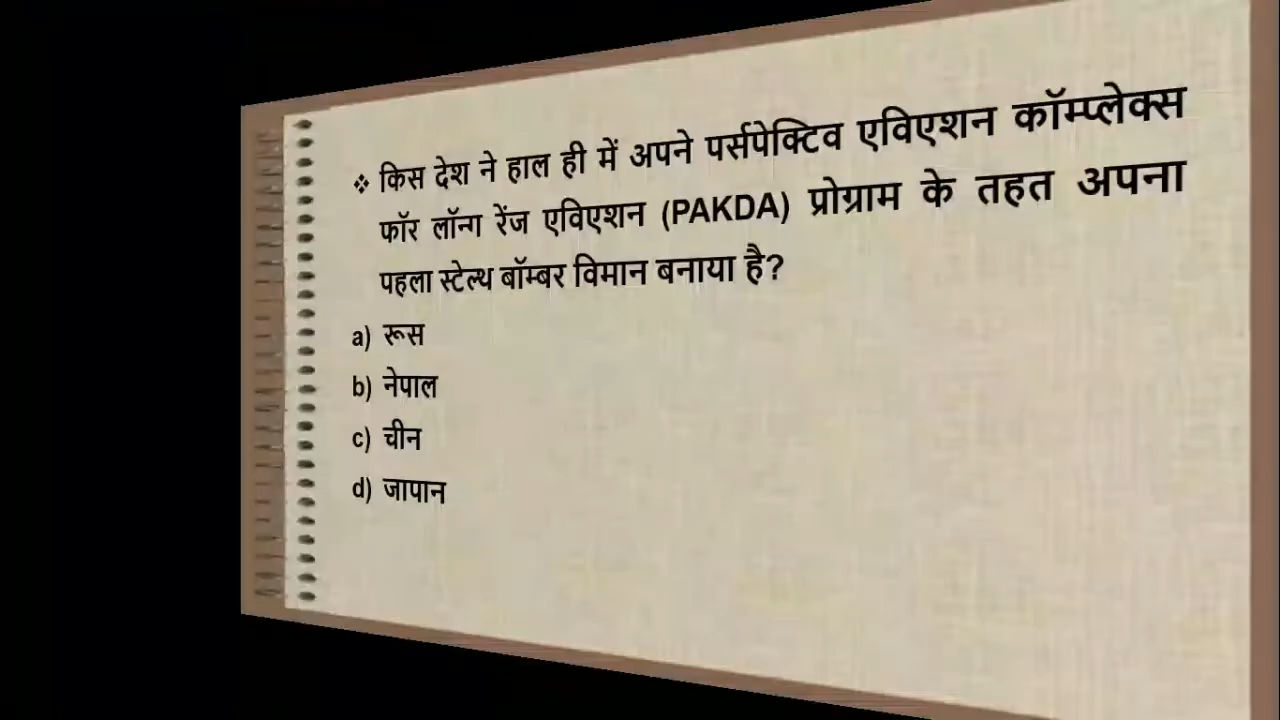 ❖ किस देश ने हाल ही में अपने पर्सपेक्टिव एविएशन कॉम्प्लेक्स
फॉर लॉन्ग रेंज एविएशन (PAKDA) प्रोग्राम के तहत अपना
पहला स्टेल्थ बॉम्बर विमान बनाया है?
a) रूस
b) नेपाल
c) चीन
d) जापान